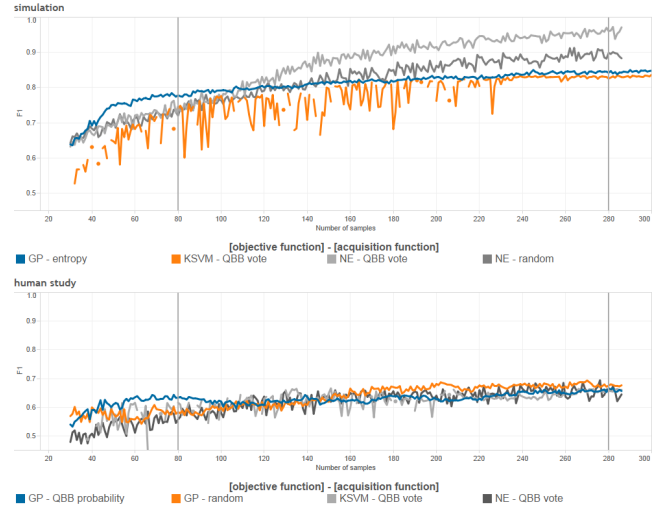 simulation
1.0
0.9
0.8
F1
0.7
0.6
0.5
20 40 60 80 100 120 140 160 180 200 220 240 260 280 300
Number of samples
[objective function] - [acquisition function]
GP - entropy KSVM - QBB vote NE - QBB vote NE - random
human study
1.0
0.9
0.8
F1
0.7
0.6
0.5
20 40 60 80 100 120 140 160 180 200 220 240 260 280 300
Number of samples
[objective function] - [acquisition function]
GP - QBB probability GP - random KSVM - QBB vote NE - QBB vote